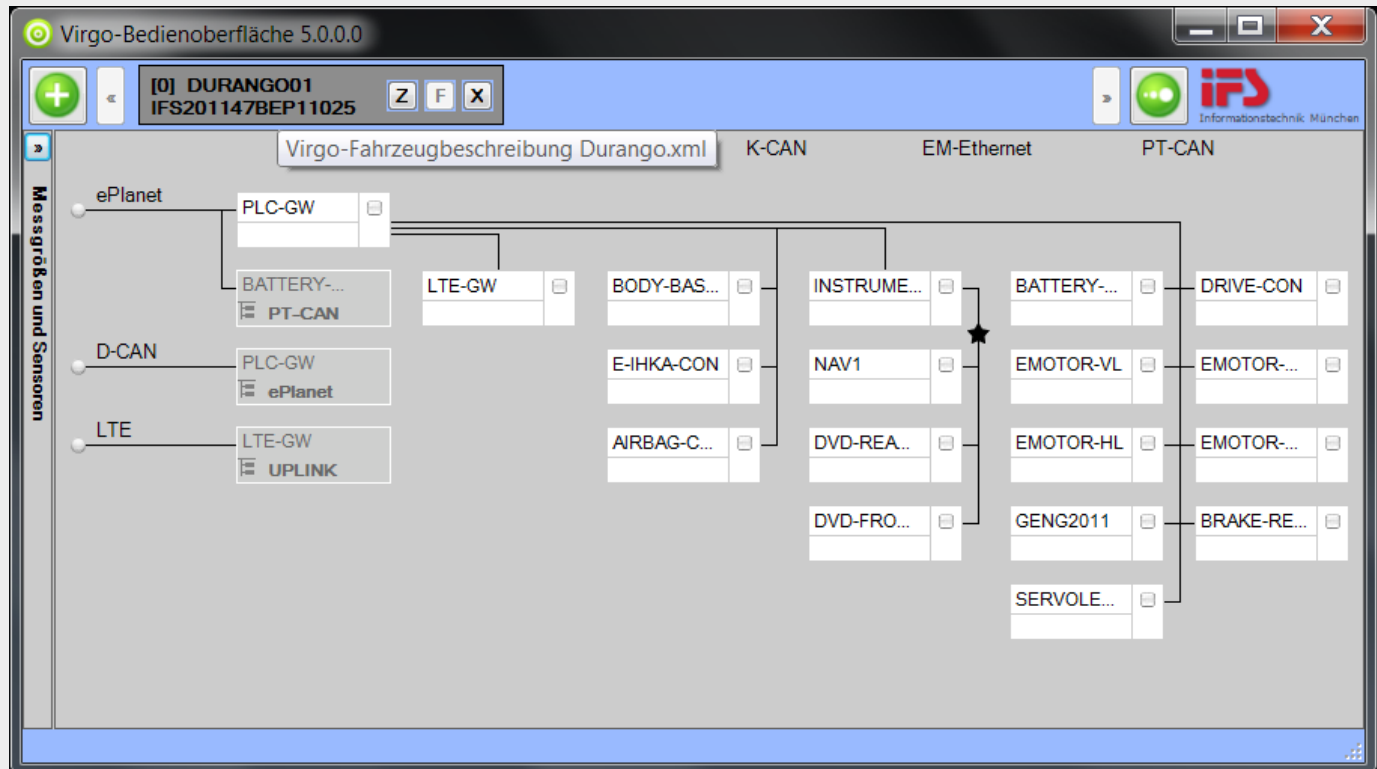 Virgo-Bedienoberfläche 5.0.0.0
[0] DURANGO01
IFS201147BEP11025
Z F X
iFS
Informationstechnik München
Virgo-Fahrzeugbeschreibung Durango.xml
K-CAN
EM-Ethernet
PT-CAN
Messgrößen und Sensoren
ePlanet
PLC-GW
BATTERY-...
PT-CAN
LTE-GW
BODY-BAS...
INSTRUME...
BATTERY-...
DRIVE-CON
D-CAN
PLC-GW
ePlanet
E-IHKA-CON
NAV1
EMOTOR-VL
EMOTOR-...
LTE
LTE-GW
UPLINK
AIRBAG-C...
DVD-REA...
EMOTOR-HL
EMOTOR-...
DVD-FRO...
GENG2011
BRAKE-RE...
SERVOLE...